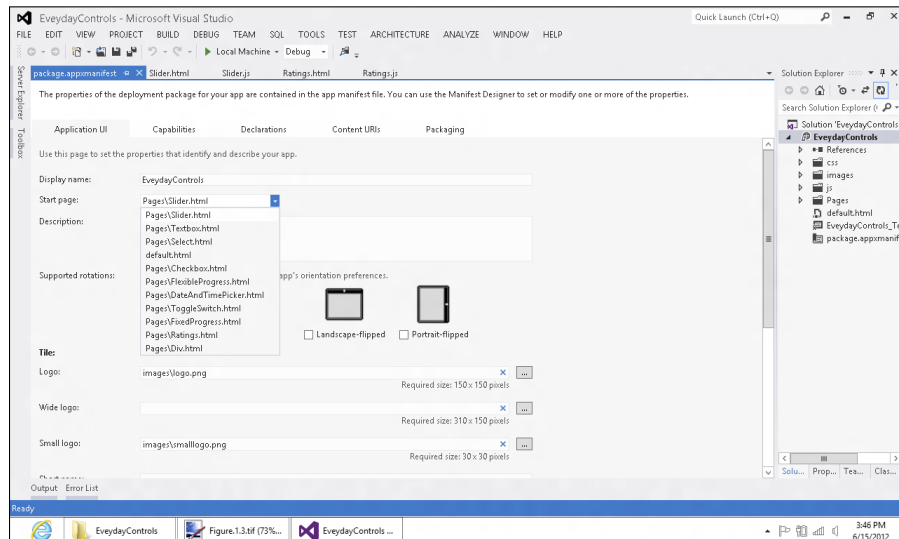 EveydayControls - Microsoft Visual Studio
Quick Launch (Ctrl+Q)
FILE EDIT VIEW PROJECT BUILD DEBUG TEAM SQL TOOLS TEST ARCHITECTURE ANALYZE WINDOW HELP
Local Machine Debug
Server Explorer
Toolbox
package.appxmanifest Slider.html Slider.js Ratings.html Ratings.js
The properties of the deployment package for your app are contained in the app manifest file. You can use the Manifest Designer to set or modify one or more of the properties.
Application UI Capabilities Declarations Content URIs Packaging
Use this page to set the properties that identify and describe your app.
Display name: EveydayControls
Start page: Pages\Slider.html
Description:
Pages\Slider.html
Pages\Textbox.html
Pages\Select.html
default.html
Pages\Checkbox.html
Pages\FlexibleProgress.html
Pages\DateAndTimePicker.html
Pages\ToggleSwitch.html
Pages\FixedProgress.html
Pages\Ratings.html
Pages\Div.html
Supported rotations: app's orientation preferences.
Landscape-flipped Portrait-flipped
Tile:
Logo: images\logo.png ...
Required size: 150 x 150 pixels
Wide logo: ...
Required size: 310 x 150 pixels
Small logo: images\smalllogo.png ...
Required size: 30 x 30 pixels
Solution Explorer
Search Solution Explorer (
Solution 'EveydayControls
EveydayControls
References
css
images
js
Pages
default.html
EveydayControls_Te
package.appxmanif
Solu... Prop... Tea... Clas...
Output Error List
Ready
EveydayControls Figure.1.3.tif (73%... EveydayControls ...
3:46 PM
6/15/2012